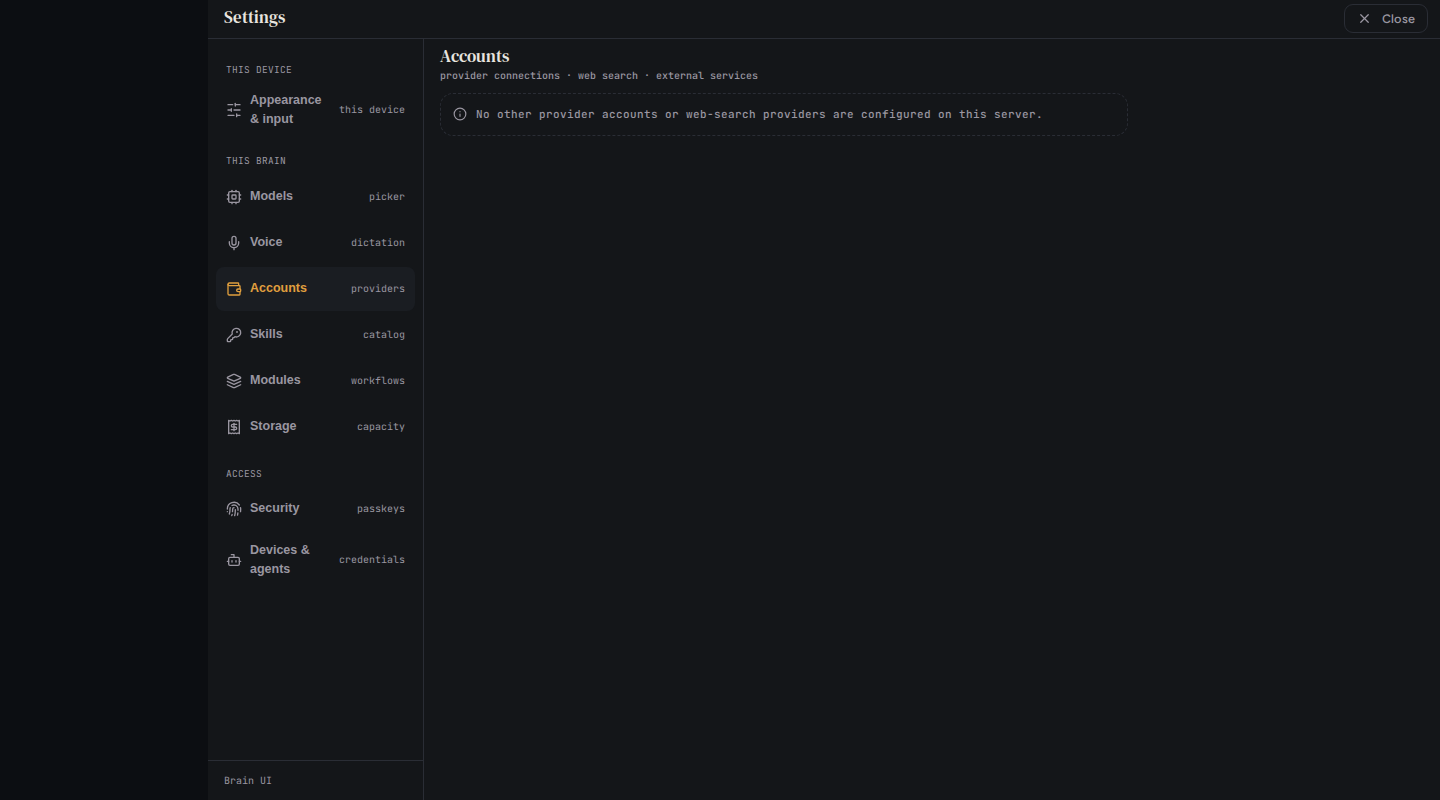 Settings
Close
THIS DEVICE
Appearance
& input
this device
THIS BRAIN
Models
picker
Voice
dictation
Accounts
providers
Skills
catalog
Modules
workflows
Storage
capacity
ACCESS
Security
passkeys
Devices &
agents
credentials
Brain UI
Accounts
provider connections · web search · external services
No other provider accounts or web-search providers are configured on this server.